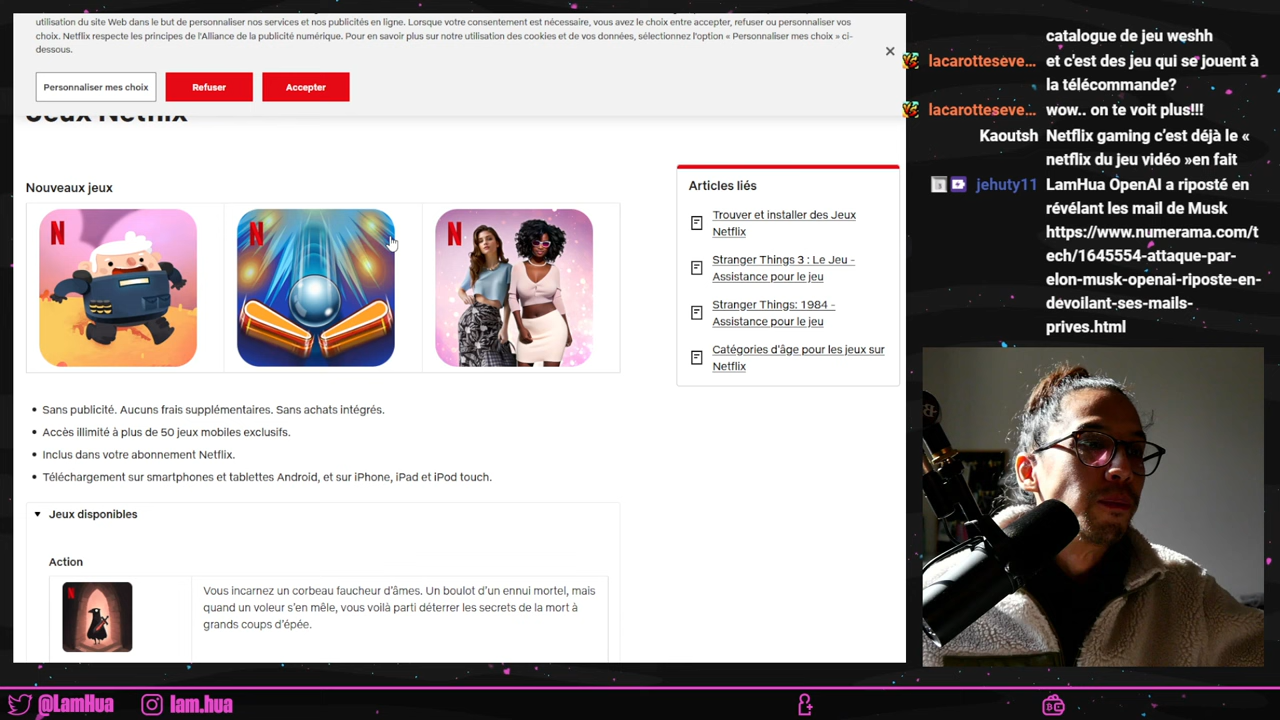 utilisation du site Web dans le but de personnaliser nos services et nos publicités en ligne. Lorsque votre consentement est nécessaire, vous avez le choix entre accepter, refuser ou personnaliser vos
choix. Netflix respecte les principes de l'Alliance de la publicité numérique. Pour en savoir plus sur notre utilisation des cookies et de vos données, sélectionnez l'option « Personnaliser mes choix » ci-
dessous.
Personnaliser mes choix
Refuser
Accepter
Jeux Netflix
Nouveaux jeux
N
N
N
Sans publicité. Aucuns frais supplémentaires. Sans achats intégrés.
Accès illimité à plus de 50 jeux mobiles exclusifs.
Inclus dans votre abonnement Netflix.
Téléchargement sur smartphones et tablettes Android, et sur iPhone, iPad et iPod touch.
Jeux disponibles
Action
N
Vous incarnez un corbeau faucheur d'âmes. Un boulot d'un ennui mortel, mais
quand un voleur s'en mêle, vous voilà parti déterrer les secrets de la mort à
grands coups d'épée.
Articles liés
Trouver et installer des Jeux
Netflix
Stranger Things 3 : Le Jeu -
Assistance pour le jeu
Stranger Things: 1984 -
Assistance pour le jeu
Catégories d'âge pour les jeux sur
Netflix
catalogue de jeu weshh
lacarotteseve... et c'est des jeu qui se jouent à
la télécommande?
lacarotteseve... wow.. on te voit plus!!!
Kaoutsh Netflix gaming c'est déjà le «
netflix du jeu vidéo »en fait
jehuty11 LamHua OpenAI a riposté en
révélant les mail de Musk
https://www.numerama.com/t
ech/1645554-attaque-par-
elon-musk-openai-riposte-en-
devoilant-ses-mails-
prives.html
@LamHua
lam.hua